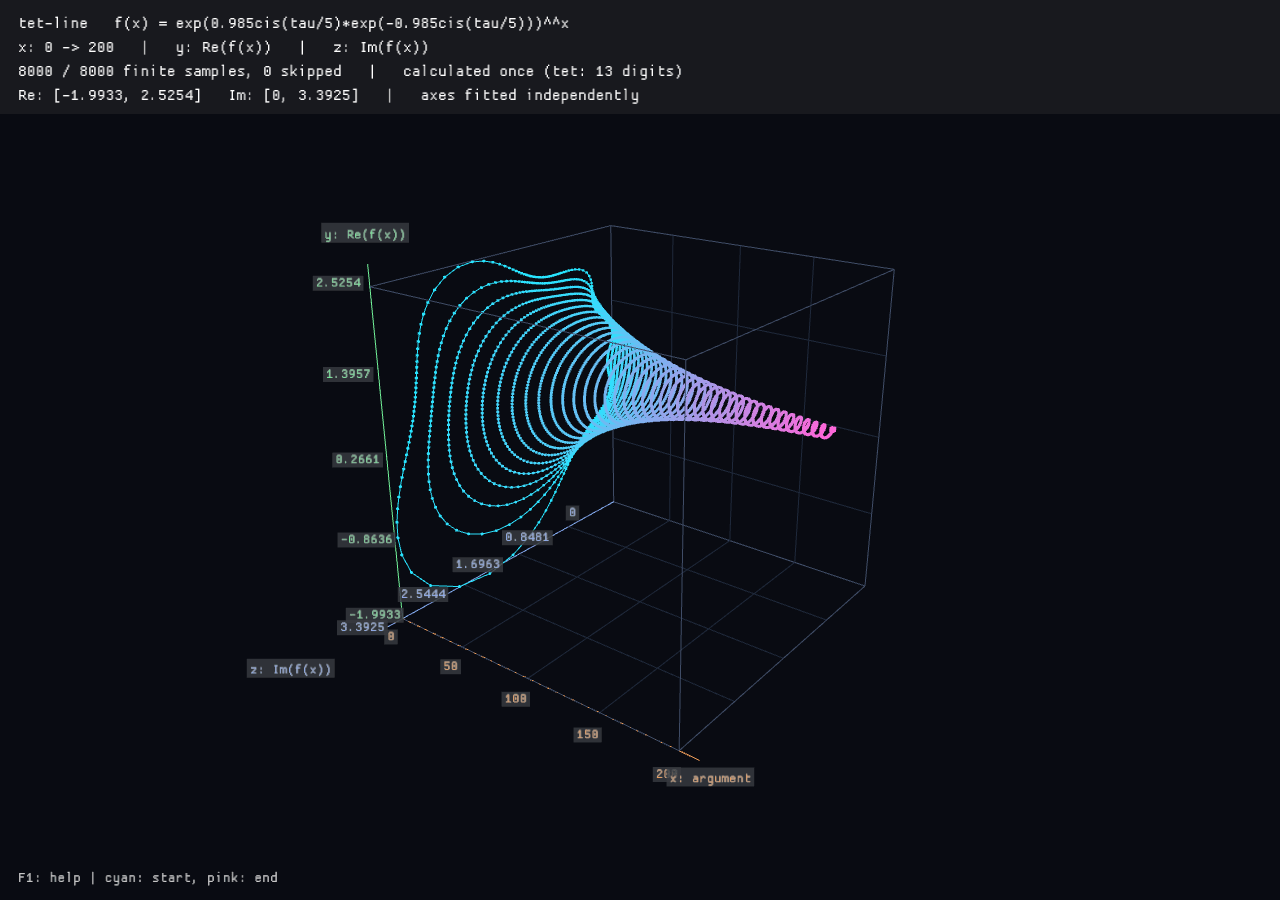 tet-line   f(x) = exp(0.985cis(tau/5)*exp(-0.985cis(tau/5)))^^x
x: 0 -> 200   |   y: Re(f(x))   |   z: Im(f(x))
8000 / 8000 finite samples, 0 skipped   |   calculated once (tet: 13 digits)
Re: [-1.9933, 2.5254]   Im: [0, 3.3925]   |   axes fitted independently
y: Re(f(x))
2.5254
1.3957
0.2661
-0.8636
-1.9933
0
0.8481
1.6963
2.5444
3.3925
z: Im(f(x))
0
50
100
150
x: argument
F1: help | cyan: start, pink: end